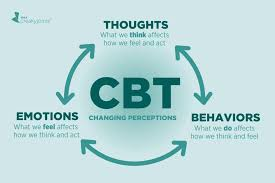 creakyjoints
THOUGHTS
What we think affects
how we feel and act
CBT
CHANGING PERCEPTIONS
EMOTIONS
What we feel affects
how we think and act
BEHAVIORS
What we do affects
how we think and feel